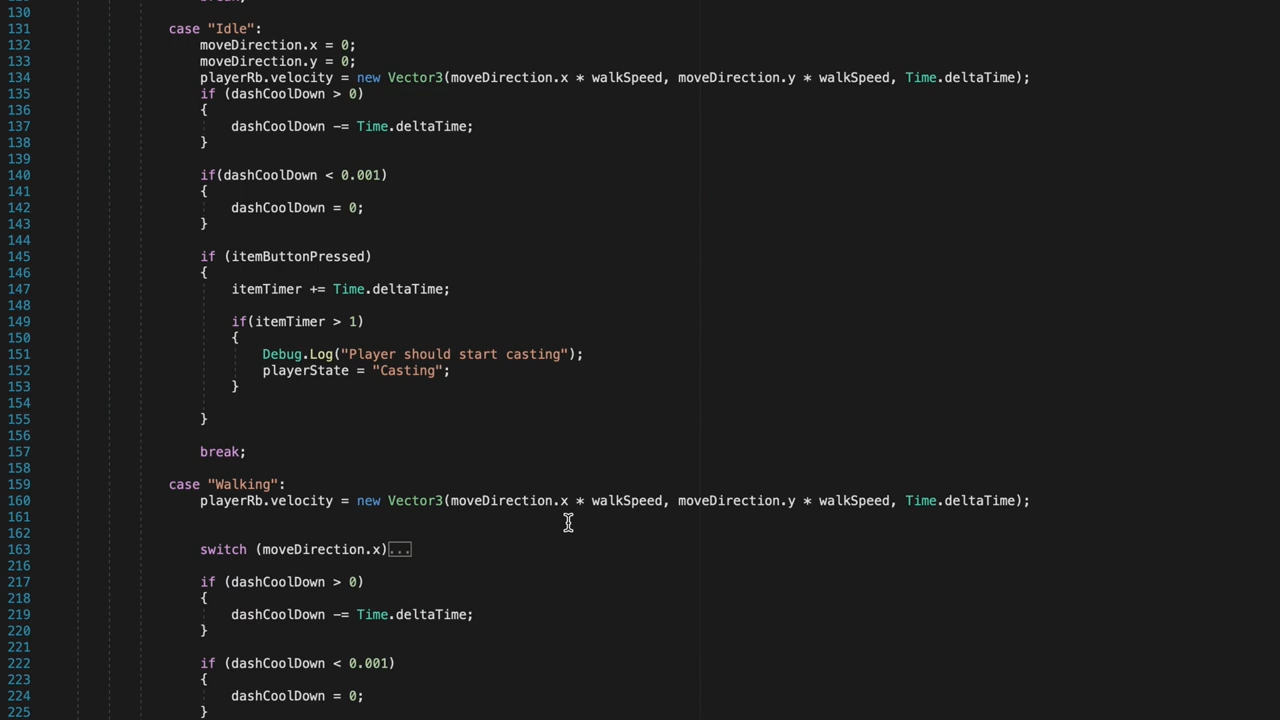 130
131 case "Idle":
132 moveDirection.x = 0;
133 moveDirection.y = 0;
134 playerRb.velocity = new Vector3(moveDirection.x * walkSpeed, moveDirection.y * walkSpeed, Time.deltaTime);
135 if (dashCoolDown > 0)
136 {
137 dashCoolDown -= Time.deltaTime;
138 }
139
140 if(dashCoolDown < 0.001)
141 {
142 dashCoolDown = 0;
143 }
144
145 if (itemButtonPressed)
146 {
147 itemTimer += Time.deltaTime;
148
149 if(itemTimer > 1)
150 {
151 Debug.Log("Player should start casting");
152 playerState = "Casting";
153 }
154
155 }
156
157 break;
158
159 case "Walking":
160 playerRb.velocity = new Vector3(moveDirection.x * walkSpeed, moveDirection.y * walkSpeed, Time.deltaTime);
161
162
163 switch (moveDirection.x)...
216
217 if (dashCoolDown > 0)
218 {
219 dashCoolDown -= Time.deltaTime;
220 }
221
222 if (dashCoolDown < 0.001)
223 {
224 dashCoolDown = 0;
225 }